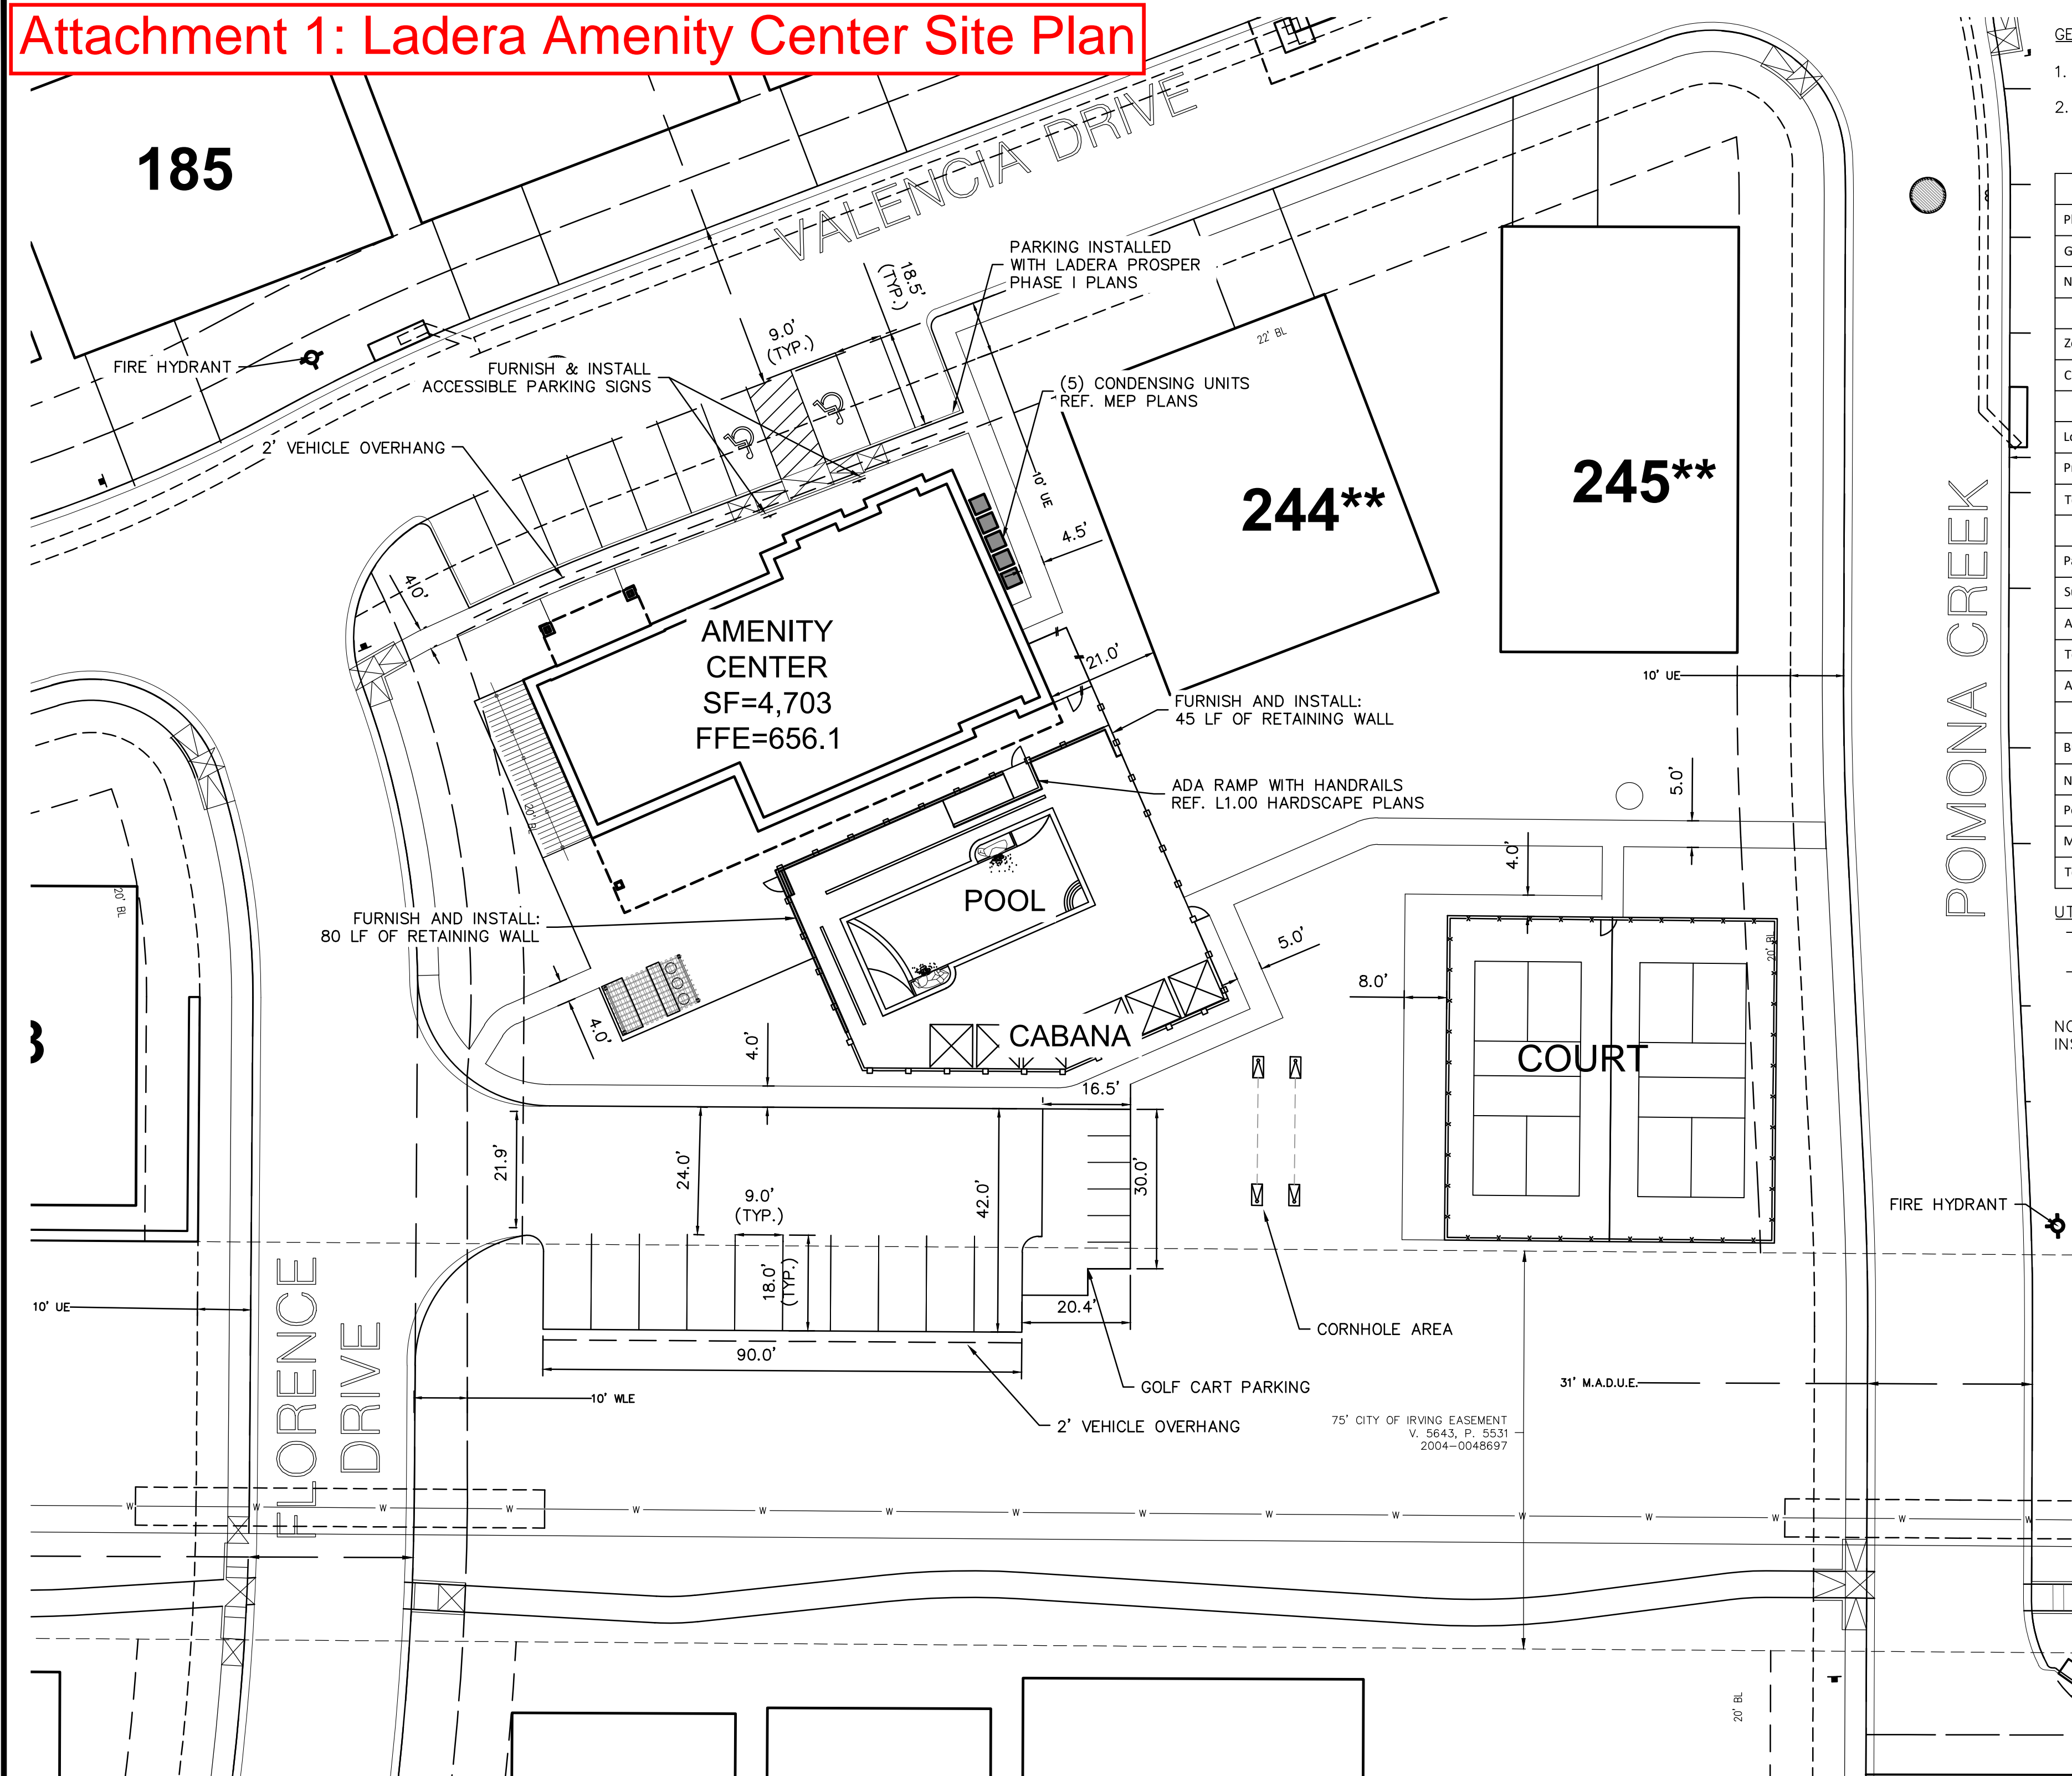 Attachment 1: Ladera Amenity Center Site Plan
GE
1.
2.
185
VALENCIA DRIVE
PARKING INSTALLED
WITH LADERA PROSPER
PHASE I PLANS
18.5'
(TYP.)
9.0'
(TYP.)
22' BL
FIRE HYDRANT
FURNISH & INSTALL
ACCESSIBLE PARKING SIGNS
(5) CONDENSING UNITS
REF. MEP PLANS
2' VEHICLE OVERHANG
10' UE
244**
245**
4.5'
POMONA CREEK
AMENITY
CENTER
SF=4,703
FFE=656.1
21.0'
10' UE
FURNISH AND INSTALL:
45 LF OF RETAINING WALL
ADA RAMP WITH HANDRAILS
REF. L1.00 HARDSCAPE PLANS
5.0'
4.0'
20' BL
20' BL
POOL
FURNISH AND INSTALL:
80 LF OF RETAINING WALL
5.0'
8.0'
20' BL
4.0'
4.0'
CABANA
COURT
16.5'
21.9'
24.0'
9.0'
(TYP.)
42.0'
30.0'
18.0'
(TYP.)
FIRE HYDRANT
10' UE
20.4'
CORNHOLE AREA
90.0'
GOLF CART PARKING
31' M.A.D.U.E.
10' WLE
2' VEHICLE OVERHANG
75' CITY OF IRVING EASEMENT
V. 5643, P. 5531
2004-0048697
FLORENCE
DRIVE
W W W W W W W W W W W W W W W W
20' BL